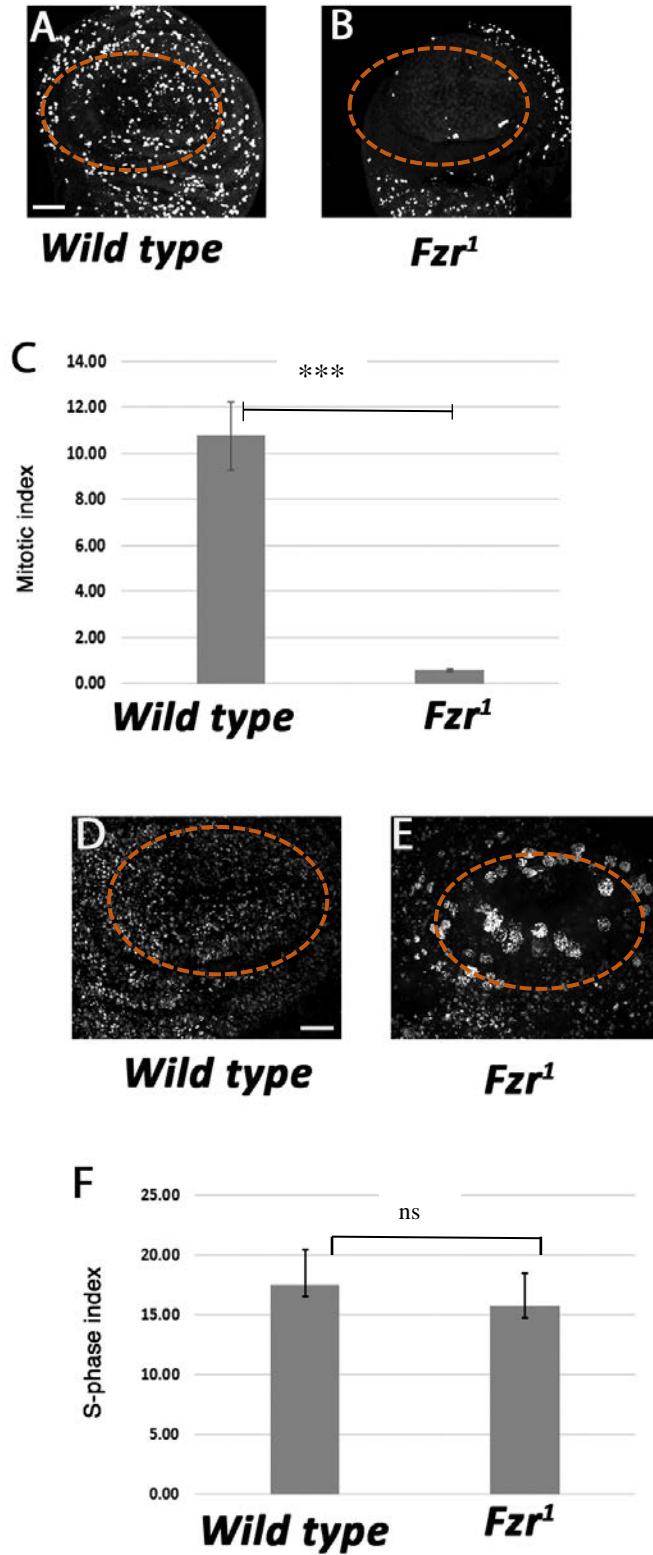 A
B
Wild type
Fzr¹
C
14.00
***
12.00
10.00
8.00
6.00
4.00
2.00
0.00
Mitotic index
Wild type
Fzr¹
D
E
Wild type
Fzr¹
F
25.00
ns
20.00
15.00
10.00
5.00
0.00
S-phase index
Wild type
Fzr¹